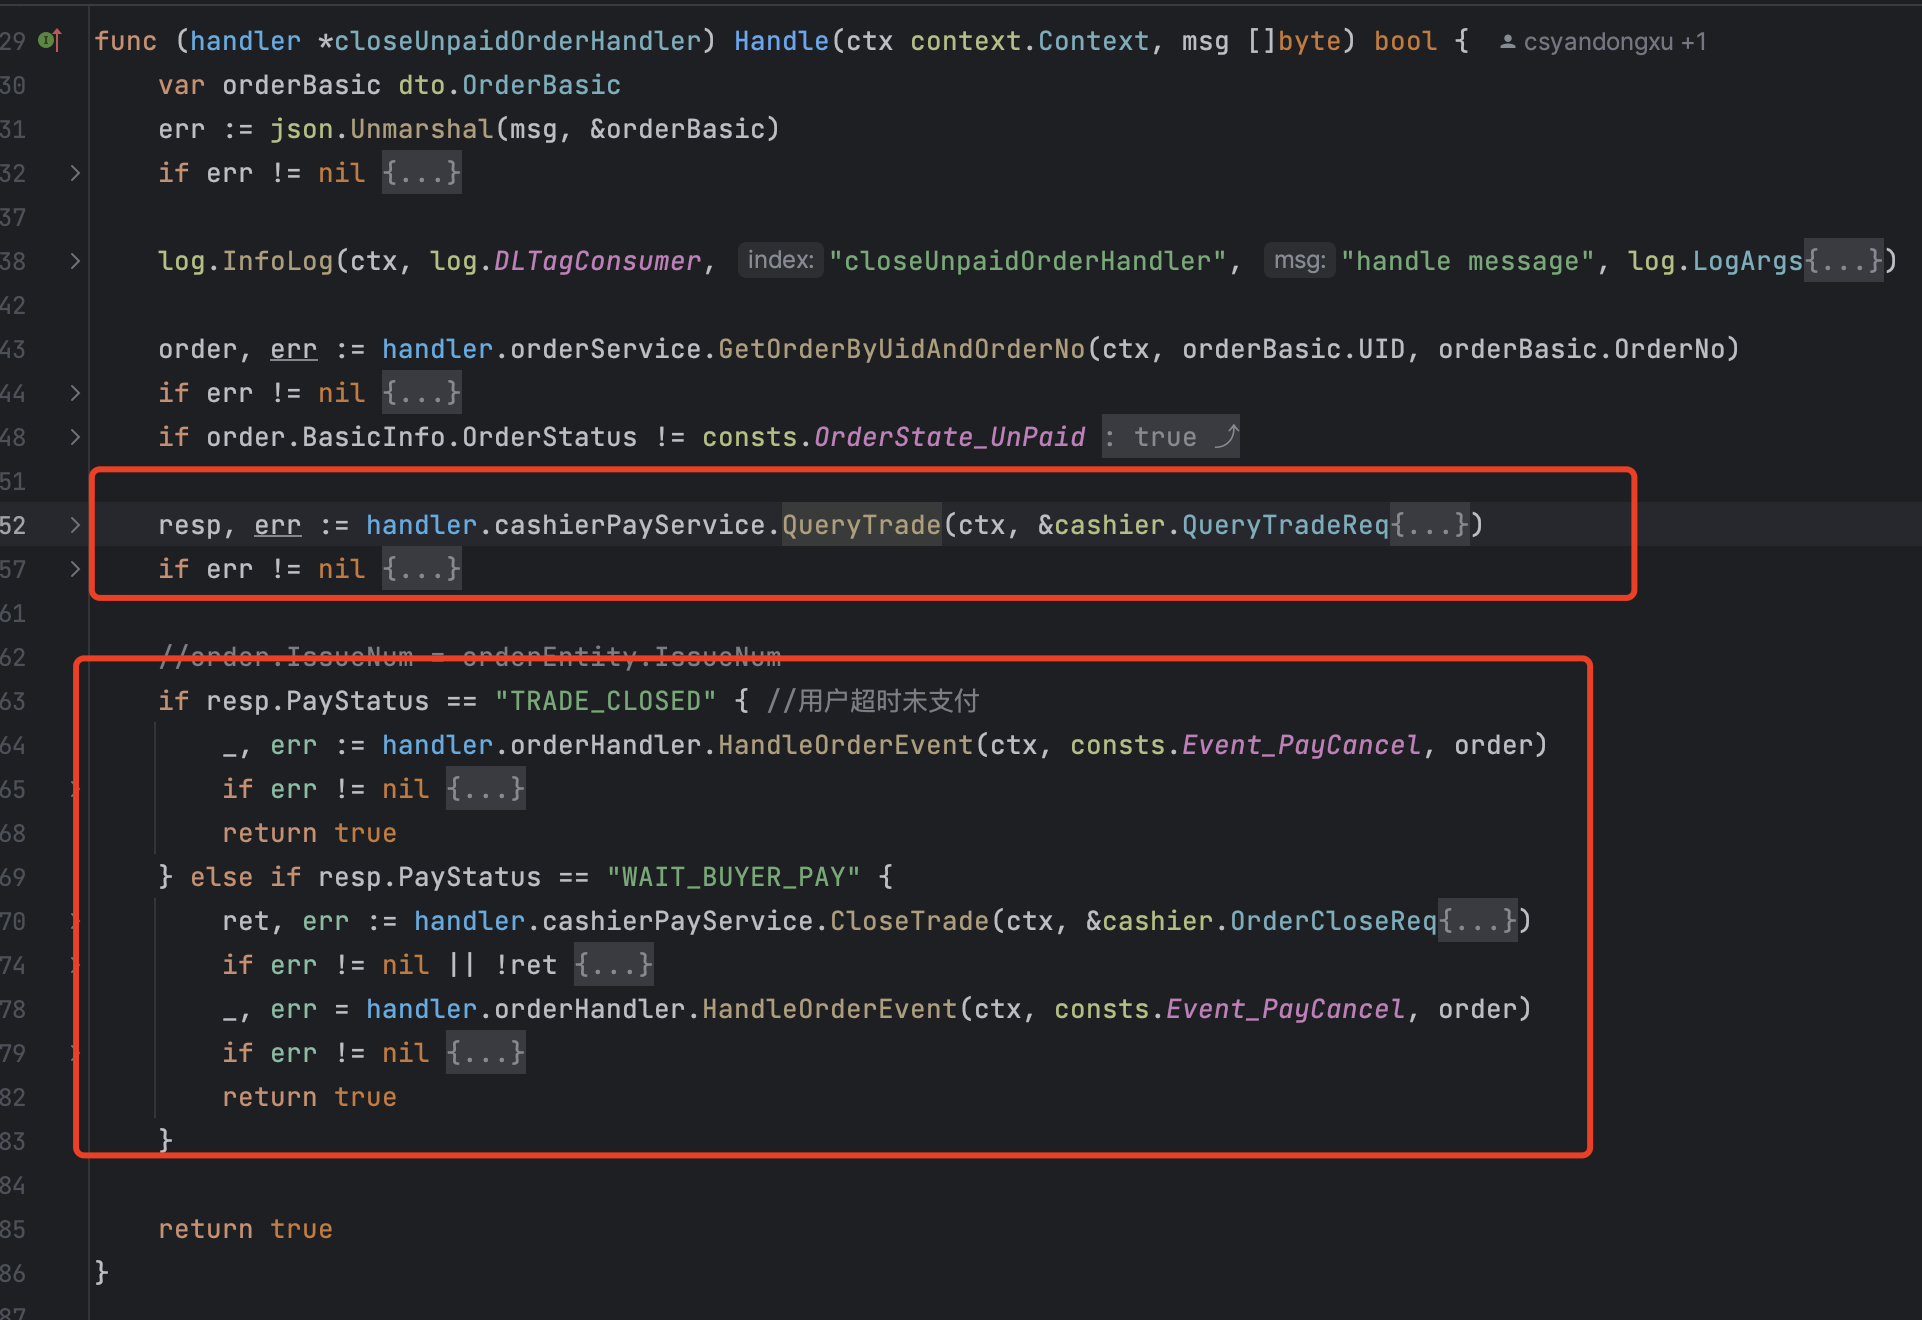 29 func (handler *closeUnpaidOrderHandler) Handle(ctx context.Context, msg []byte) bool { csyandongxu +1
30 var orderBasic dto.OrderBasic
31 err := json.Unmarshal(msg, &orderBasic)
32 if err != nil {...}
37
38 log.InfoLog(ctx, log.DLTagConsumer, index: "closeUnpaidOrderHandler", msg: "handle message", log.LogArgs{...})
42
43 order, err := handler.orderService.GetOrderByUidAndOrderNo(ctx, orderBasic.UID, orderBasic.OrderNo)
44 if err != nil {...}
48 if order.BasicInfo.OrderStatus != consts.OrderState_UnPaid : true
51
52 resp, err := handler.cashierPayService.QueryTrade(ctx, &cashier.QueryTradeReq{...})
57 if err != nil {...}
61
62 //order.IssueNum = orderEntity.IssueNum
63 if resp.PayStatus == "TRADE_CLOSED" { //用户超时未支付
64 _, err := handler.orderHandler.HandleOrderEvent(ctx, consts.Event_PayCancel, order)
65 if err != nil {...}
68 return true
69 } else if resp.PayStatus == "WAIT_BUYER_PAY" {
70 ret, err := handler.cashierPayService.CloseTrade(ctx, &cashier.OrderCloseReq{...})
74 if err != nil || !ret {...}
78 _, err = handler.orderHandler.HandleOrderEvent(ctx, consts.Event_PayCancel, order)
79 if err != nil {...}
82 return true
83 }
84
85 return true
86 }
87